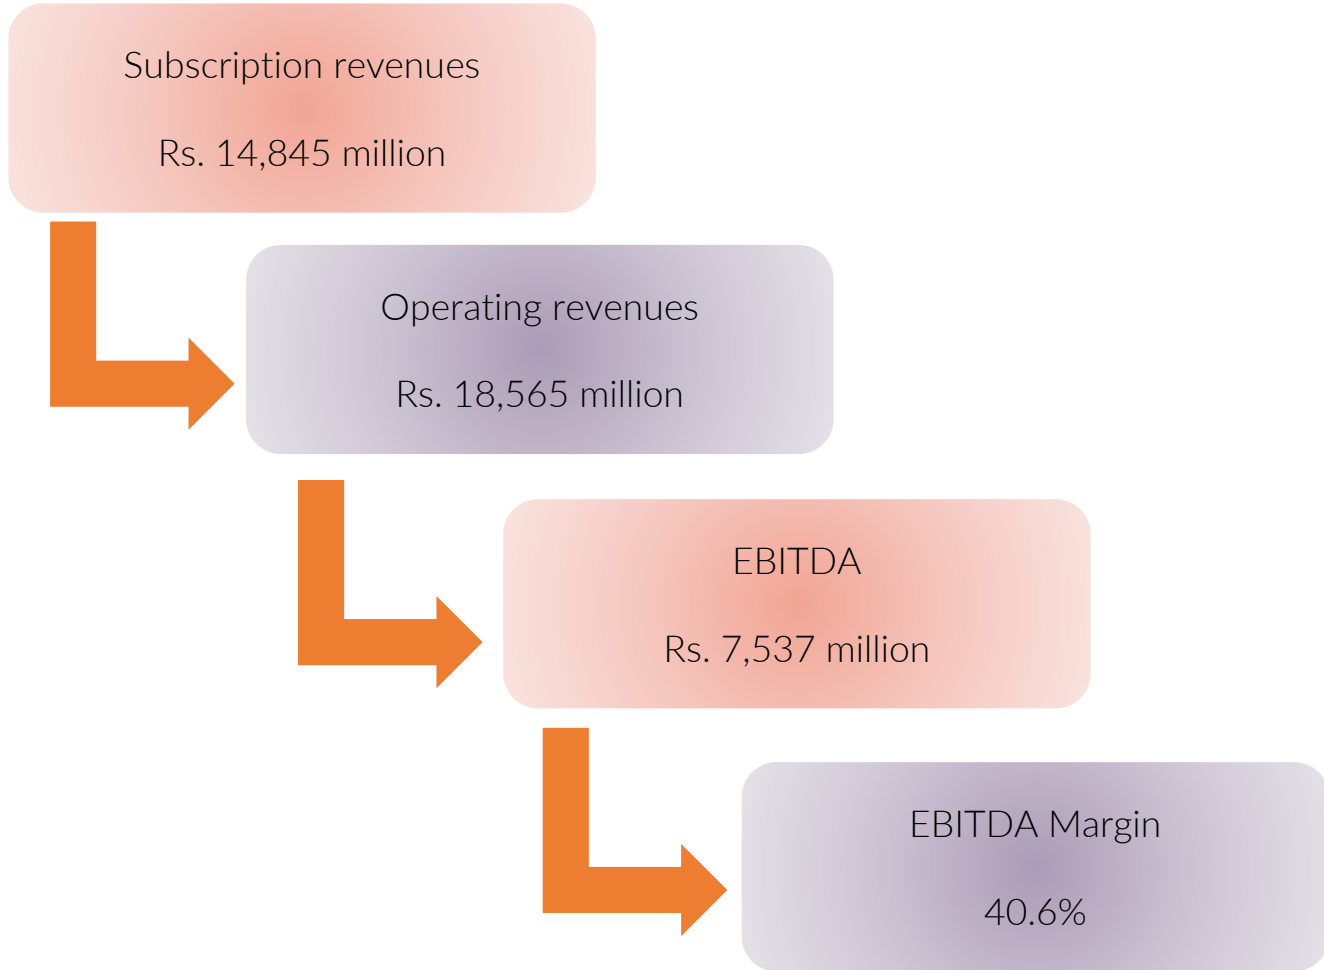 Subscription revenues
Rs. 14,845 million
Operating revenues
Rs. 18,565 million
EBITDA
Rs. 7,537 million
EBITDA Margin
40.6%